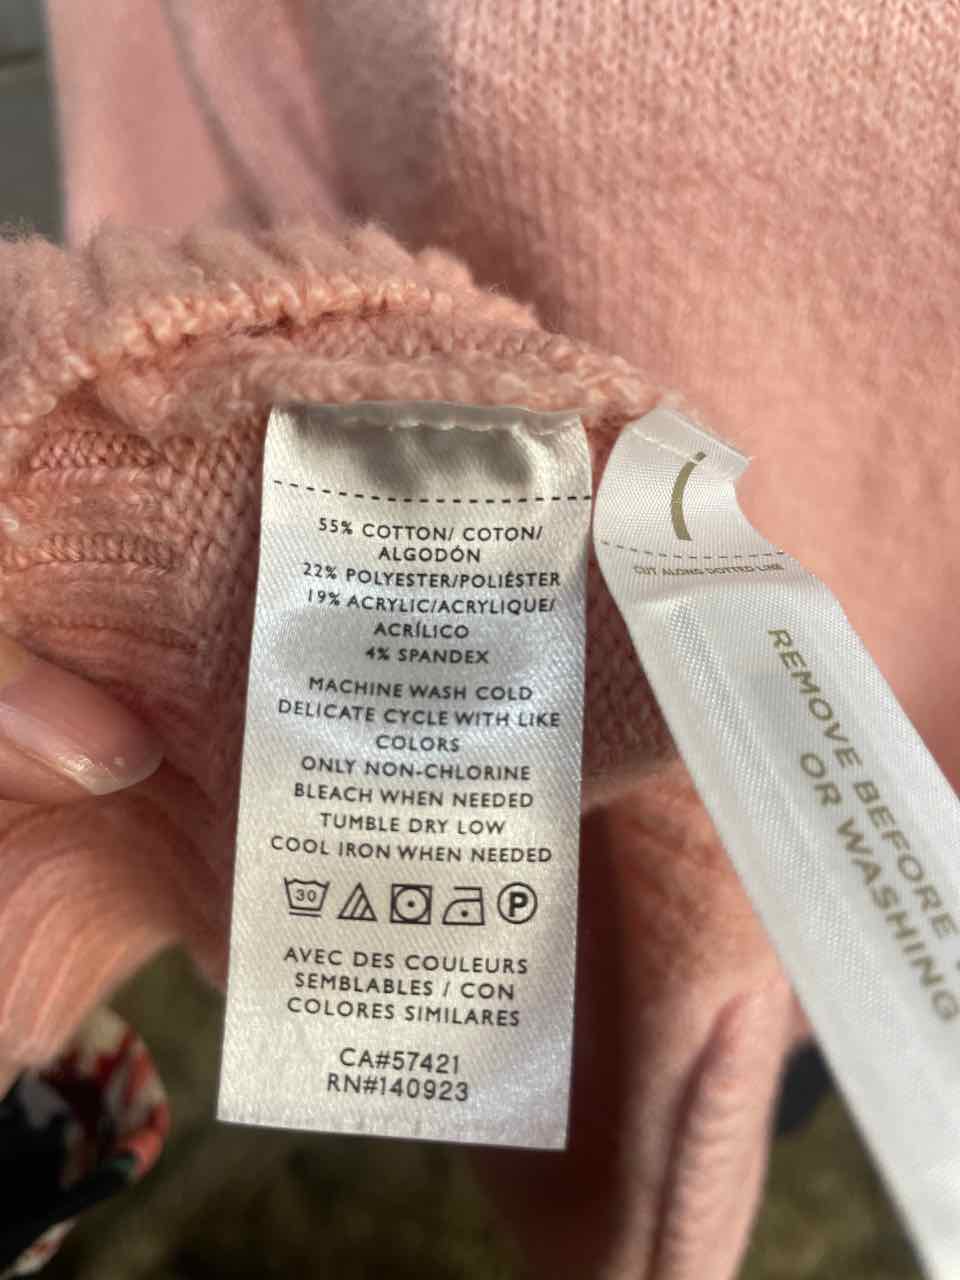 55% COTTON/ COTON/
ALGODÓN
22% POLYESTER/POLIÉSTER
19% ACRYLIC/ACRYLIQUE/
ACRÍLICO
4% SPANDEX
MACHINE WASH COLD
DELICATE CYCLE WITH LIKE
COLORS
ONLY NON-CHLORINE
BLEACH WHEN NEEDED
TUMBLE DRY LOW
COOL IRON WHEN NEEDED
30
P
AVEC DES COULEURS
SEMBLABLES / CON
COLORES SIMILARES
CA#57421
RN#140923
CUT ALONG DOTTED LINE
REMOVE BEFORE
OR WASHING